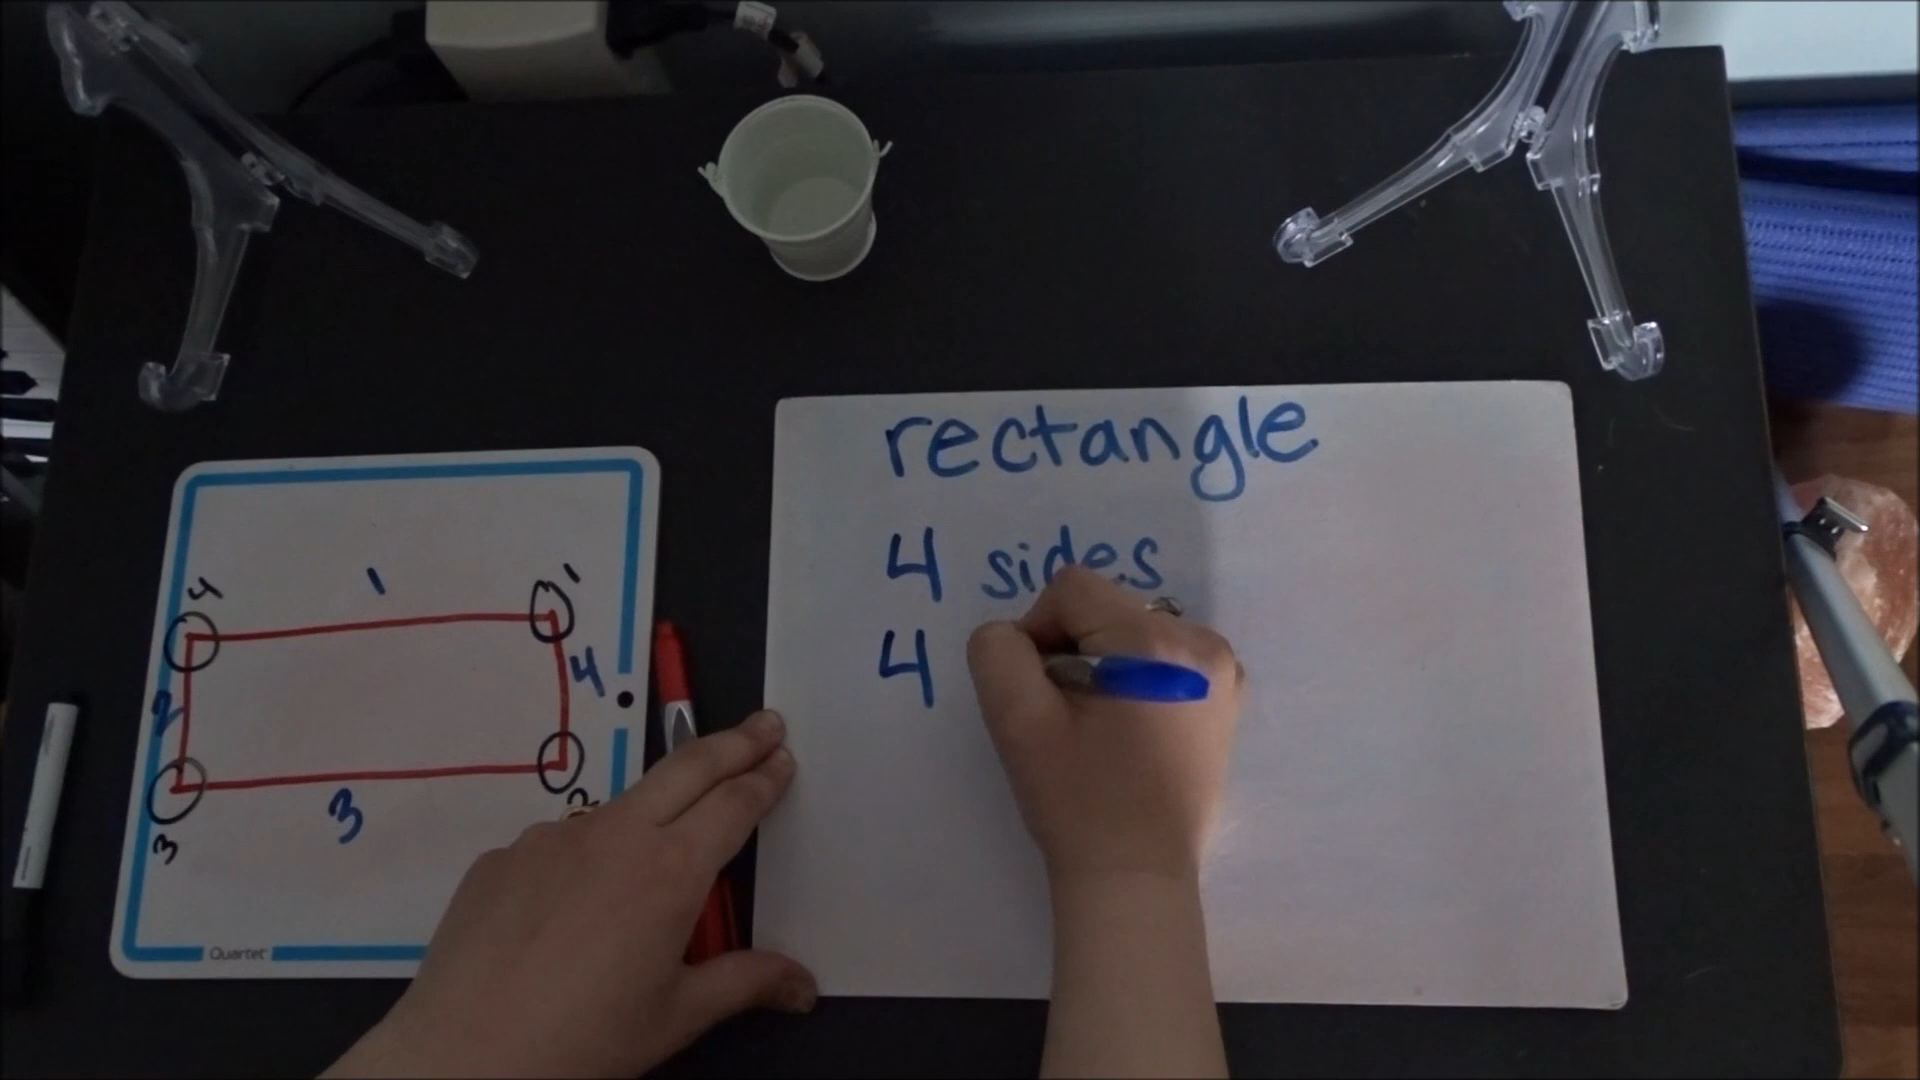 rectangle
4 sides
4
4 1 1
2 4
3 3 2
Quartet